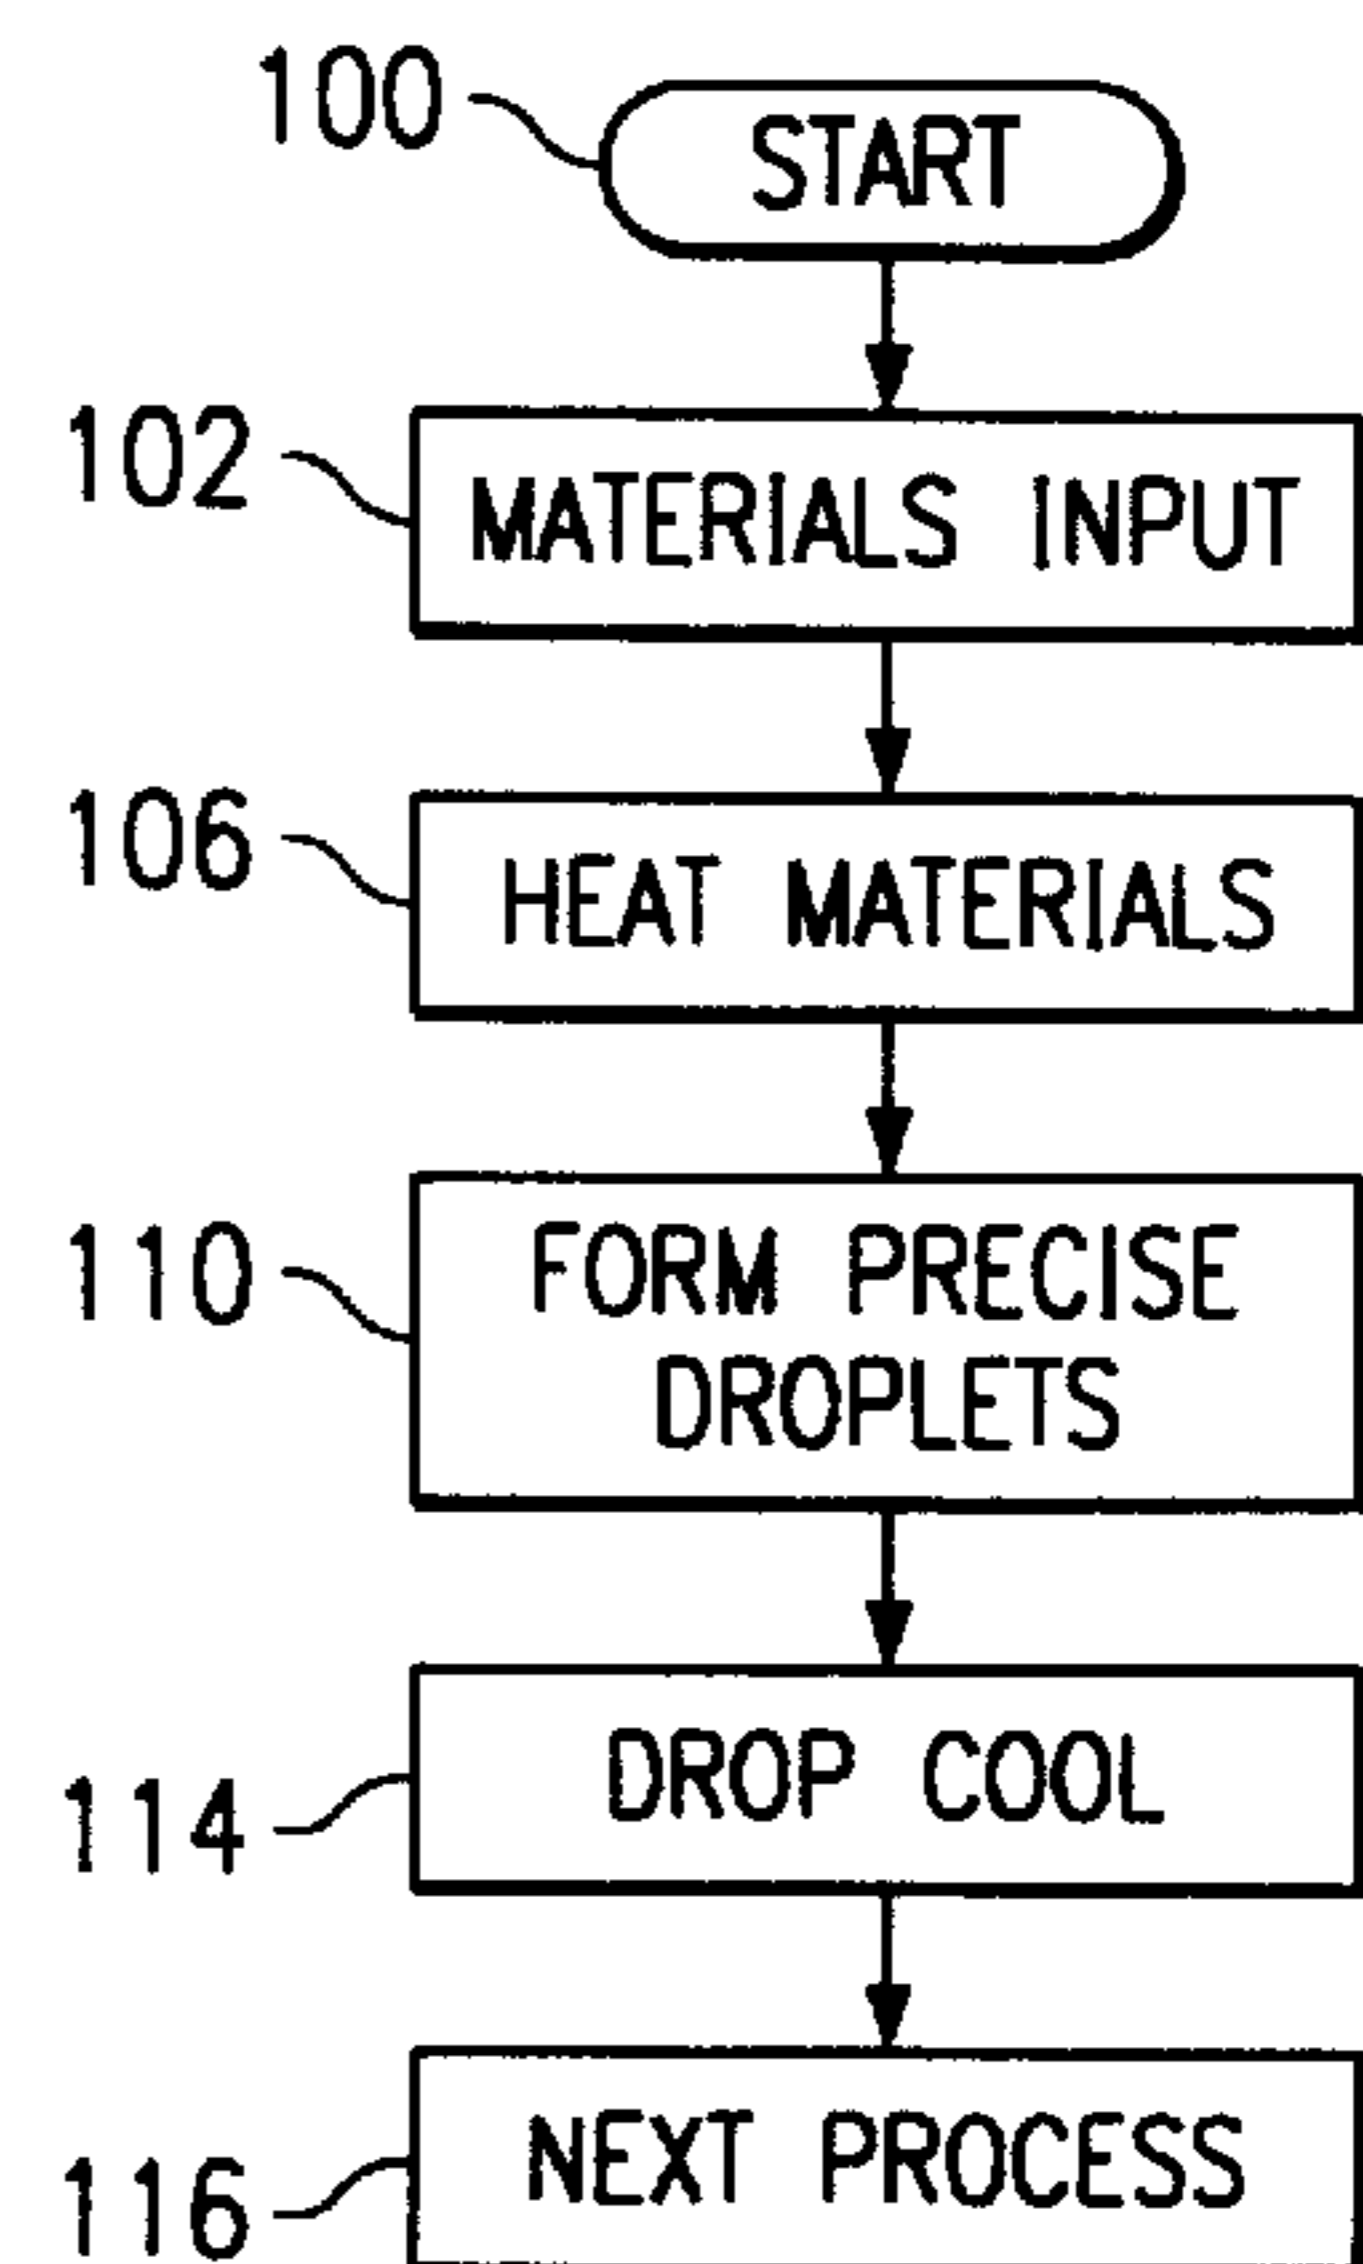 100
START
102
MATERIALS INPUT
106
HEAT MATERIALS
110
FORM PRECISE
DROPLETS
114
DROP COOL
116
NEXT PROCESS